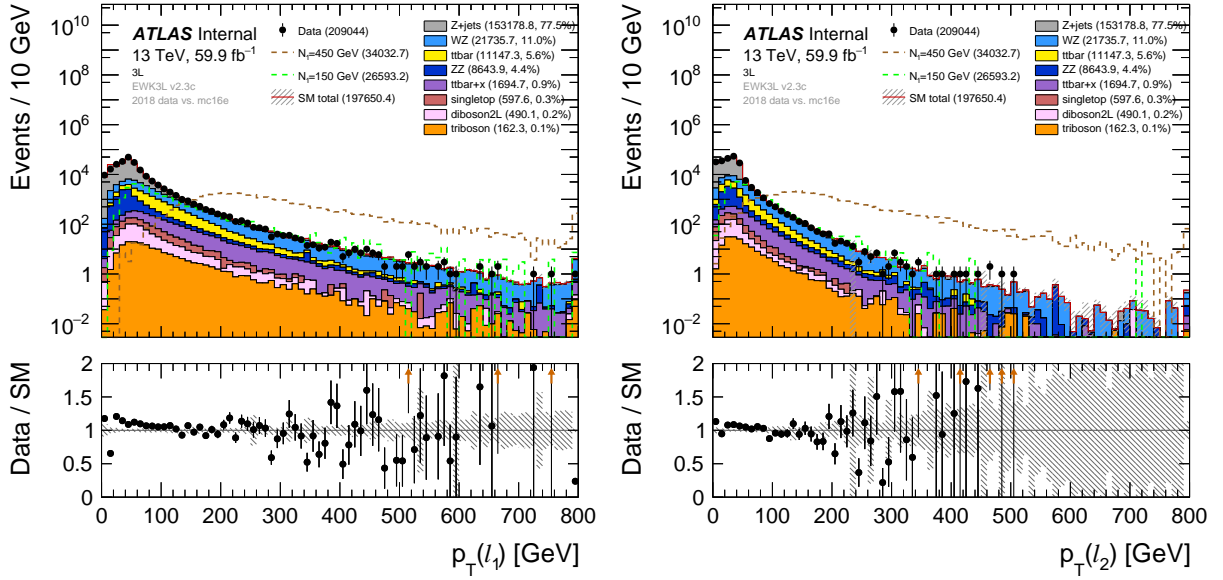 ATLAS Internal
13 TeV, 59.9 fb⁻¹
3L
EWK3L v2.3c
2018 data vs. mc16e
Data (209044)
N₁=450 GeV (34032.7)
N₁=150 GeV (26593.2)
SM total (197650.4)
Z+jets (153178.8, 77.5%)
WZ (21735.7, 11.0%)
ttbar (11147.3, 5.6%)
ZZ (8643.9, 4.4%)
ttbar+x (1694.7, 0.9%)
singletop (597.6, 0.3%)
diboson2L (490.1, 0.2%)
triboson (162.3, 0.1%)
Events / 10 GeV
10¹⁰
10⁸
10⁶
10⁴
10²
1
10⁻²
Data / SM
2
1.5
1
0.5
0
0 100 200 300 400 500 600 700 800
p_T(l₁) [GeV]
ATLAS Internal
13 TeV, 59.9 fb⁻¹
3L
EWK3L v2.3c
2018 data vs. mc16e
Data (209044)
N₁=450 GeV (34032.7)
N₁=150 GeV (26593.2)
SM total (197650.4)
Z+jets (153178.8, 77.5%)
WZ (21735.7, 11.0%)
ttbar (11147.3, 5.6%)
ZZ (8643.9, 4.4%)
ttbar+x (1694.7, 0.9%)
singletop (597.6, 0.3%)
diboson2L (490.1, 0.2%)
triboson (162.3, 0.1%)
Events / 10 GeV
10¹⁰
10⁸
10⁶
10⁴
10²
1
10⁻²
Data / SM
2
1.5
1
0.5
0
0 100 200 300 400 500 600 700 800
p_T(l₂) [GeV]